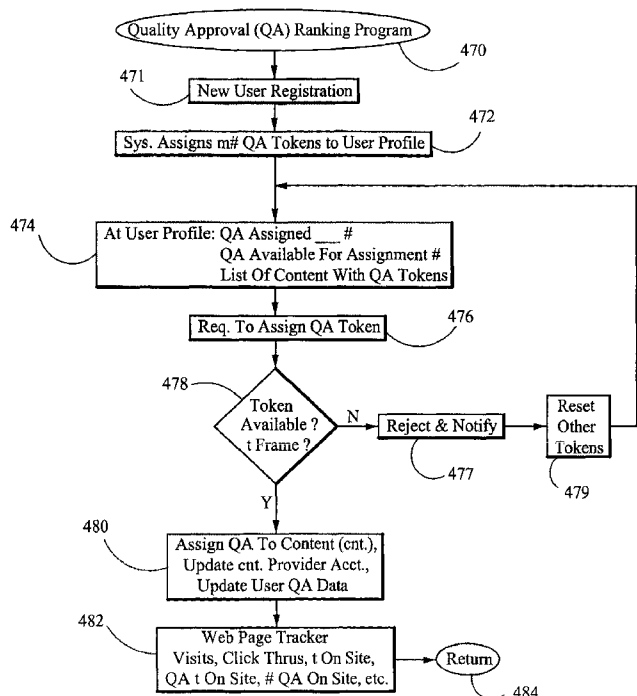 Quality Approval (QA) Ranking Program
470
471
New User Registration
472
Sys. Assigns m# QA Tokens to User Profile
474
At User Profile: QA Assigned ___ #
QA Available For Assignment #
List Of Content With QA Tokens
476
Req. To Assign QA Token
478
Token
Available ?
t Frame ?
N
Reject & Notify
477
Reset
Other
Tokens
479
Y
480
Assign QA To Content (cnt.),
Update cnt. Provider Acct.,
Update User QA Data
482
Web Page Tracker
Visits, Click Thrus, t On Site,
QA t On Site, # QA On Site, etc.
Return
484